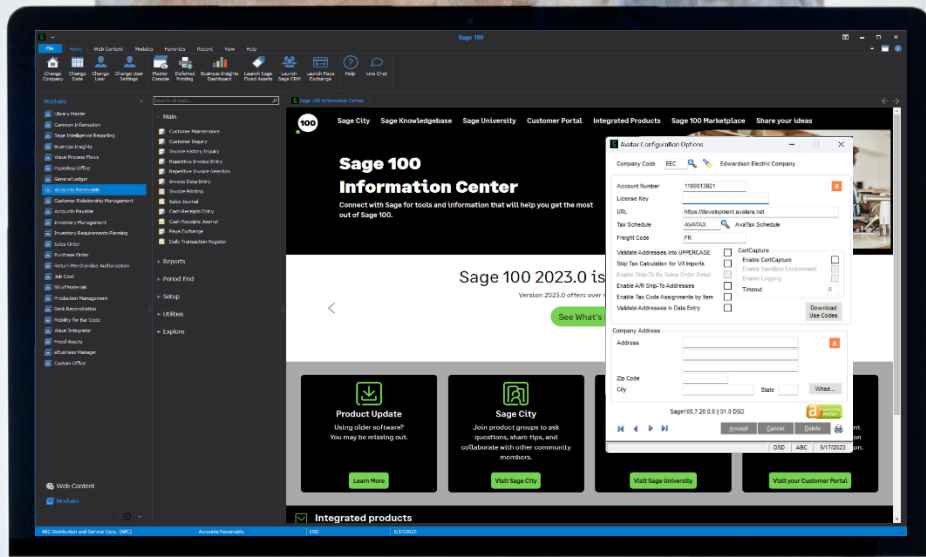 Sage 100
File Home Web Content Modules Favorites Recent View Help
Change Company
Change Date
Change User
Change User Settings
Master Console
Deferred Printing
Business Insights Dashboard
Launch Sage Fixed Assets
Launch Sage CRM
Launch Paya Exchange
Help
Live Chat
Modules
Library Master
Common Information
Sage Intelligence Reporting
Business Insights
Visual Process Flows
Paperless Office
General Ledger
Accounts Receivable
Customer Relationship Management
Accounts Payable
Inventory Management
Inventory Requirements Planning
Sales Order
Purchase Order
Return Merchandise Authorization
Job Cost
Bill of Materials
Production Management
Bank Reconciliation
Mobility for Bar Code
Visual Integrator
Fixed Assets
eBusiness Manager
Custom Office
Web Content
Modules
Search all tasks...
Main
Customer Maintenance
Customer Inquiry
Invoice History Inquiry
Repetitive Invoice Entry
Repetitive Invoice Selection
Invoice Data Entry
Invoice Printing
Sales Journal
Cash Receipts Entry
Cash Receipts Journal
Paya Exchange
Daily Transaction Register
+ Reports
+ Period End
+ Setup
+ Utilities
+ Explore
Sage 100 Information Center
100 Sage City Sage Knowledgebase Sage University Customer Portal Integrated Products Sage 100 Marketplace Share your ideas
Sage 100
Information Center
Connect with Sage for tools and information that will help you get the most
out of Sage 100.
Sage 100 2023.0 is
Version 2023.0 offers over
See What's
Product Update
Using older software?
You may be missing out.
Learn More
Sage City
Join product groups to ask
questions, share tips, and
collaborate with other community
members.
Visit Sage City
Visit Sage University
Visit your Customer Portal
Integrated products
Avatax Configuration Options
Company Code EEC Edwardson Electric Company
Account Number 1100013921
License Key
URL https://development.avalara.net
Tax Schedule AVATAX AvaTax Schedule
Freight Code FR
Validate Addresses into UPPERCASE
Skip Tax Calculation for V/I Imports
Enable Ship-To By Sales Order Detail
Enable A/R Ship-To Addresses
Enable Tax Code Assignments by Item
Validate Addresses in Data Entry
CertCapture
Enable CertCapture
Enable Sandbox Environment
Enable Logging
Timeout 0
Download
Use Codes
Company Address
Address
Zip Code
City State Whse...
Sage100,7.20.0.0 | 01.0 DSD
Accept Cancel Delete
DSD ABC 5/17/2023
ABC Distribution and Service Corp. (ABC) Accounts Receivable DSD 5/17/2023